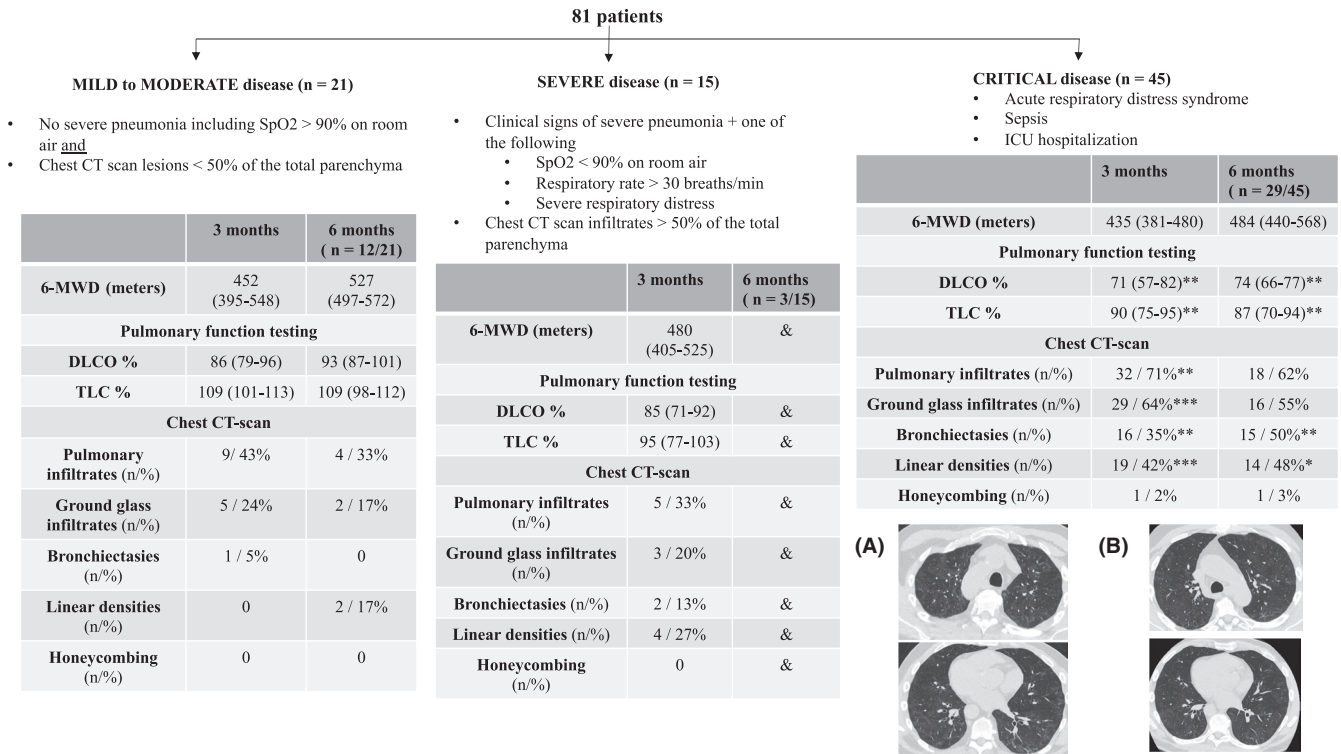 81 patients
MILD to MODERATE disease (n = 21)
• No severe pneumonia including SpO2 > 90% on room
air and
• Chest CT scan lesions < 50% of the total parenchyma
3 months 6 months
( n = 12/21)
6-MWD (meters) 452
(395-548) 527
(497-572)
Pulmonary function testing
DLCO % 86 (79-96) 93 (87-101)
TLC % 109 (101-113) 109 (98-112)
Chest CT-scan
Pulmonary
infiltrates (n/%) 9/ 43% 4 / 33%
Ground glass
infiltrates (n/%) 5 / 24% 2 / 17%
Bronchiectasies
(n/%) 1 / 5% 0
Linear densities
(n/%) 0 2 / 17%
Honeycombing
(n/%) 0 0
SEVERE disease (n = 15)
• Clinical signs of severe pneumonia + one of
the following
• SpO2 < 90% on room air
• Respiratory rate > 30 breaths/min
• Severe respiratory distress
• Chest CT scan infiltrates > 50% of the total
parenchyma
3 months 6 months
( n = 3/15)
6-MWD (meters) 480
(405-525) &
Pulmonary function testing
DLCO % 85 (71-92) &
TLC % 95 (77-103) &
Chest CT-scan
Pulmonary infiltrates
(n/%) 5 / 33% &
Ground glass infiltrates
(n/%) 3 / 20% &
Bronchiectasies (n/%) 2 / 13% &
Linear densities (n/%) 4 / 27% &
Honeycombing
(n/%) 0 &
CRITICAL disease (n = 45)
• Acute respiratory distress syndrome
• Sepsis
• ICU hospitalization
3 months 6 months
( n = 29/45)
6-MWD (meters) 435 (381-480) 484 (440-568)
Pulmonary function testing
DLCO % 71 (57-82)** 74 (66-77)**
TLC % 90 (75-95)** 87 (70-94)**
Chest CT-scan
Pulmonary infiltrates (n/%) 32 / 71%** 18 / 62%
Ground glass infiltrates (n/%) 29 / 64%*** 16 / 55%
Bronchiectasies (n/%) 16 / 35%** 15 / 50%**
Linear densities (n/%) 19 / 42%*** 14 / 48%*
Honeycombing (n/%) 1 / 2% 1 / 3%
(A) (B)